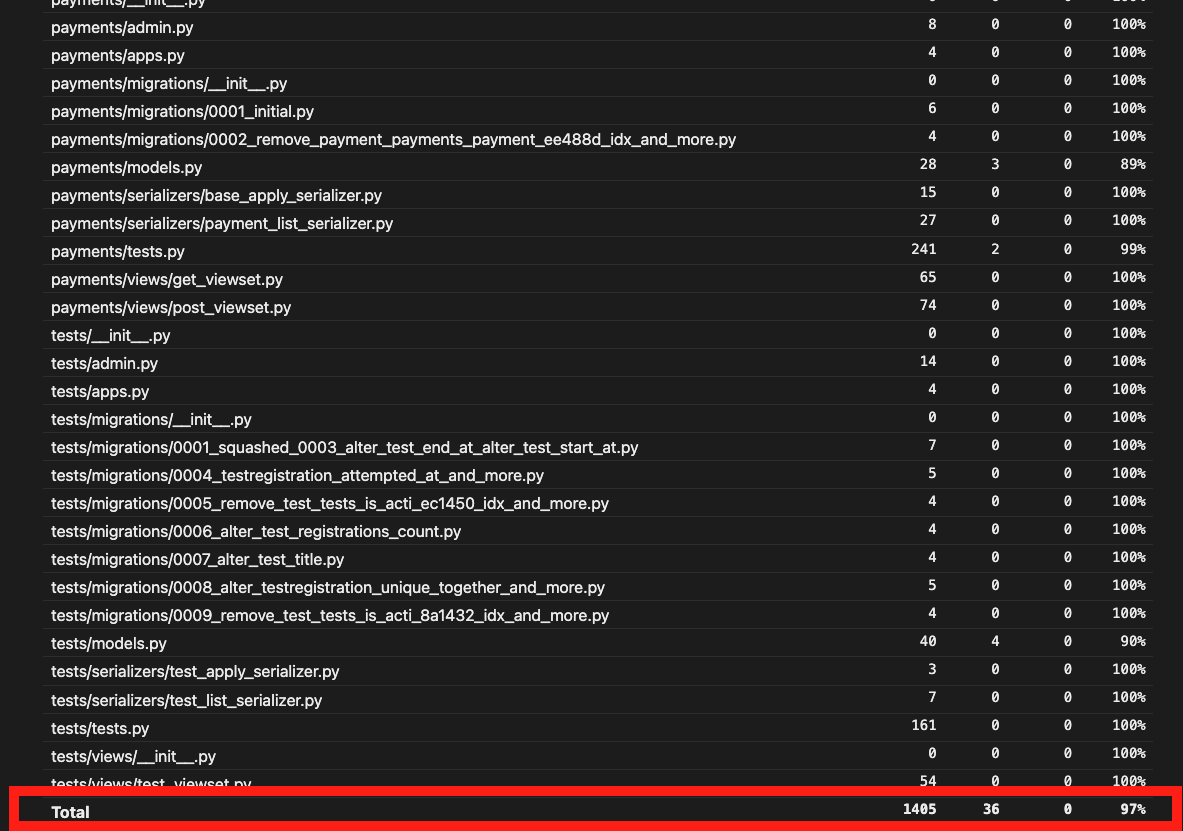 payments/__init__.py 0 0 0 100%
payments/admin.py 8 0 0 100%
payments/apps.py 4 0 0 100%
payments/migrations/__init__.py 0 0 0 100%
payments/migrations/0001_initial.py 6 0 0 100%
payments/migrations/0002_remove_payment_payments_payment_ee488d_idx_and_more.py 4 0 0 100%
payments/models.py 28 3 0 89%
payments/serializers/base_apply_serializer.py 15 0 0 100%
payments/serializers/payment_list_serializer.py 27 0 0 100%
payments/tests.py 241 2 0 99%
payments/views/get_viewset.py 65 0 0 100%
payments/views/post_viewset.py 74 0 0 100%
tests/__init__.py 0 0 0 100%
tests/admin.py 14 0 0 100%
tests/apps.py 4 0 0 100%
tests/migrations/__init__.py 0 0 0 100%
tests/migrations/0001_squashed_0003_alter_test_end_at_alter_test_start_at.py 7 0 0 100%
tests/migrations/0004_testregistration_attempted_at_and_more.py 5 0 0 100%
tests/migrations/0005_remove_test_tests_is_acti_ec1450_idx_and_more.py 4 0 0 100%
tests/migrations/0006_alter_test_registrations_count.py 4 0 0 100%
tests/migrations/0007_alter_test_title.py 4 0 0 100%
tests/migrations/0008_alter_testregistration_unique_together_and_more.py 5 0 0 100%
tests/migrations/0009_remove_test_tests_is_acti_8a1432_idx_and_more.py 4 0 0 100%
tests/models.py 40 4 0 90%
tests/serializers/test_apply_serializer.py 3 0 0 100%
tests/serializers/test_list_serializer.py 7 0 0 100%
tests/tests.py 161 0 0 100%
tests/views/__init__.py 0 0 0 100%
tests/views/test_viewset.py 54 0 0 100%
Total 1405 36 0 97%